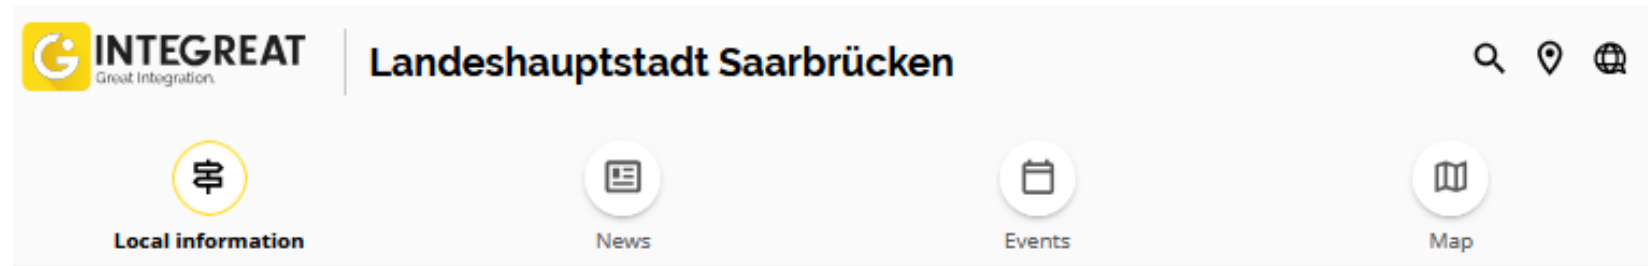 INTEGREAT
Great Integration.
Landeshauptstadt Saarbrücken
Local information
News
Events
Map